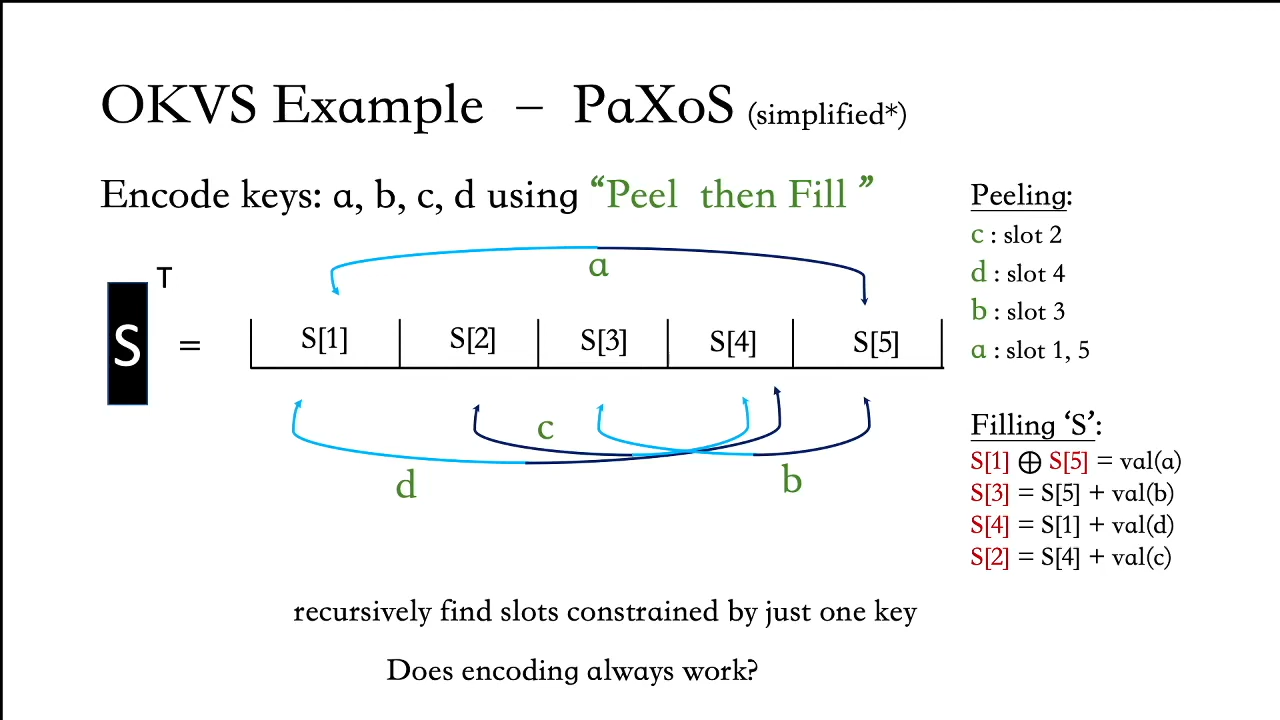 OKVS Example – PaXoS (simplified*)
Encode keys: a, b, c, d using “Peel then Fill ”
a
T
S = S[1] S[2] S[3] S[4] S[5]
c
d
b
Peeling:
c : slot 2
d : slot 4
b : slot 3
a : slot 1, 5
Filling ‘S’:
S[1] ⊕ S[5] = val(a)
S[3] = S[5] + val(b)
S[4] = S[1] + val(d)
S[2] = S[4] + val(c)
recursively find slots constrained by just one key
Does encoding always work?